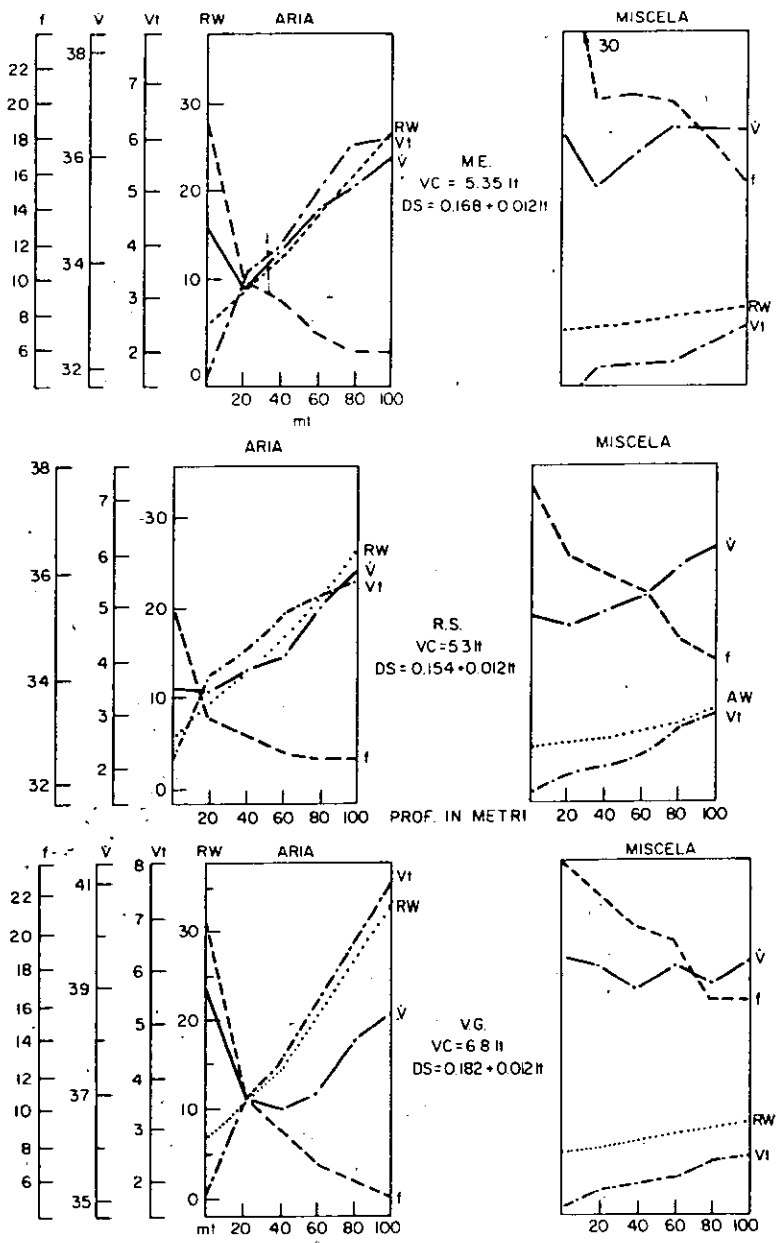 f V̇ Vt RW ARIA MISCELA
22
20
18
16
14
12
10
8
6
38
36
34
32
7
6
5
4
3
2
38
30
20
10
0
20 40 60 80 100
mt
RW
Vt
V̇
M.E.
VC = 5.35 lt
DS = 0.168 + 0.012 lt
30
V̇
f
RW
Vt
ARIA MISCELA
38
36
33
32
7
6
5
4
3
2
30
20
10
0
RW
V̇
Vt
f
20 40 60 80 100
R.S.
VC = 5.3 lt
DS = 0.154 + 0.012 lt
V̇
f
AW
Vt
PROF. IN METRI
20 40 60 80 100
f V̇ Vt RW ARIA MISCELA
22
20
18
16
14
12
10
8
6
41
39
37
35
8
7
6
5
4
3
2
30
20
10
0
Vt
RW
V̇
f
mt 20 40 60 80 100
V.G.
VC = 6.8 lt
DS = 0.182 + 0.012 lt
V̇
f
RW
Vt
20 40 60 80 100